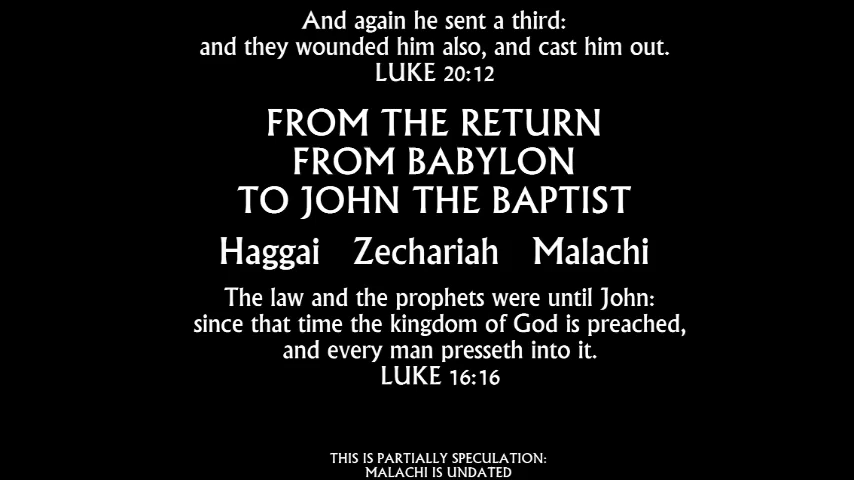 And again he sent a third:
and they wounded him also, and cast him out.
LUKE 20:12
FROM THE RETURN
FROM BABYLON
TO JOHN THE BAPTIST
Haggai Zechariah Malachi
The law and the prophets were until John:
since that time the kingdom of God is preached,
and every man presseth into it.
LUKE 16:16
THIS IS PARTIALLY SPECULATION:
MALACHI IS UNDATED